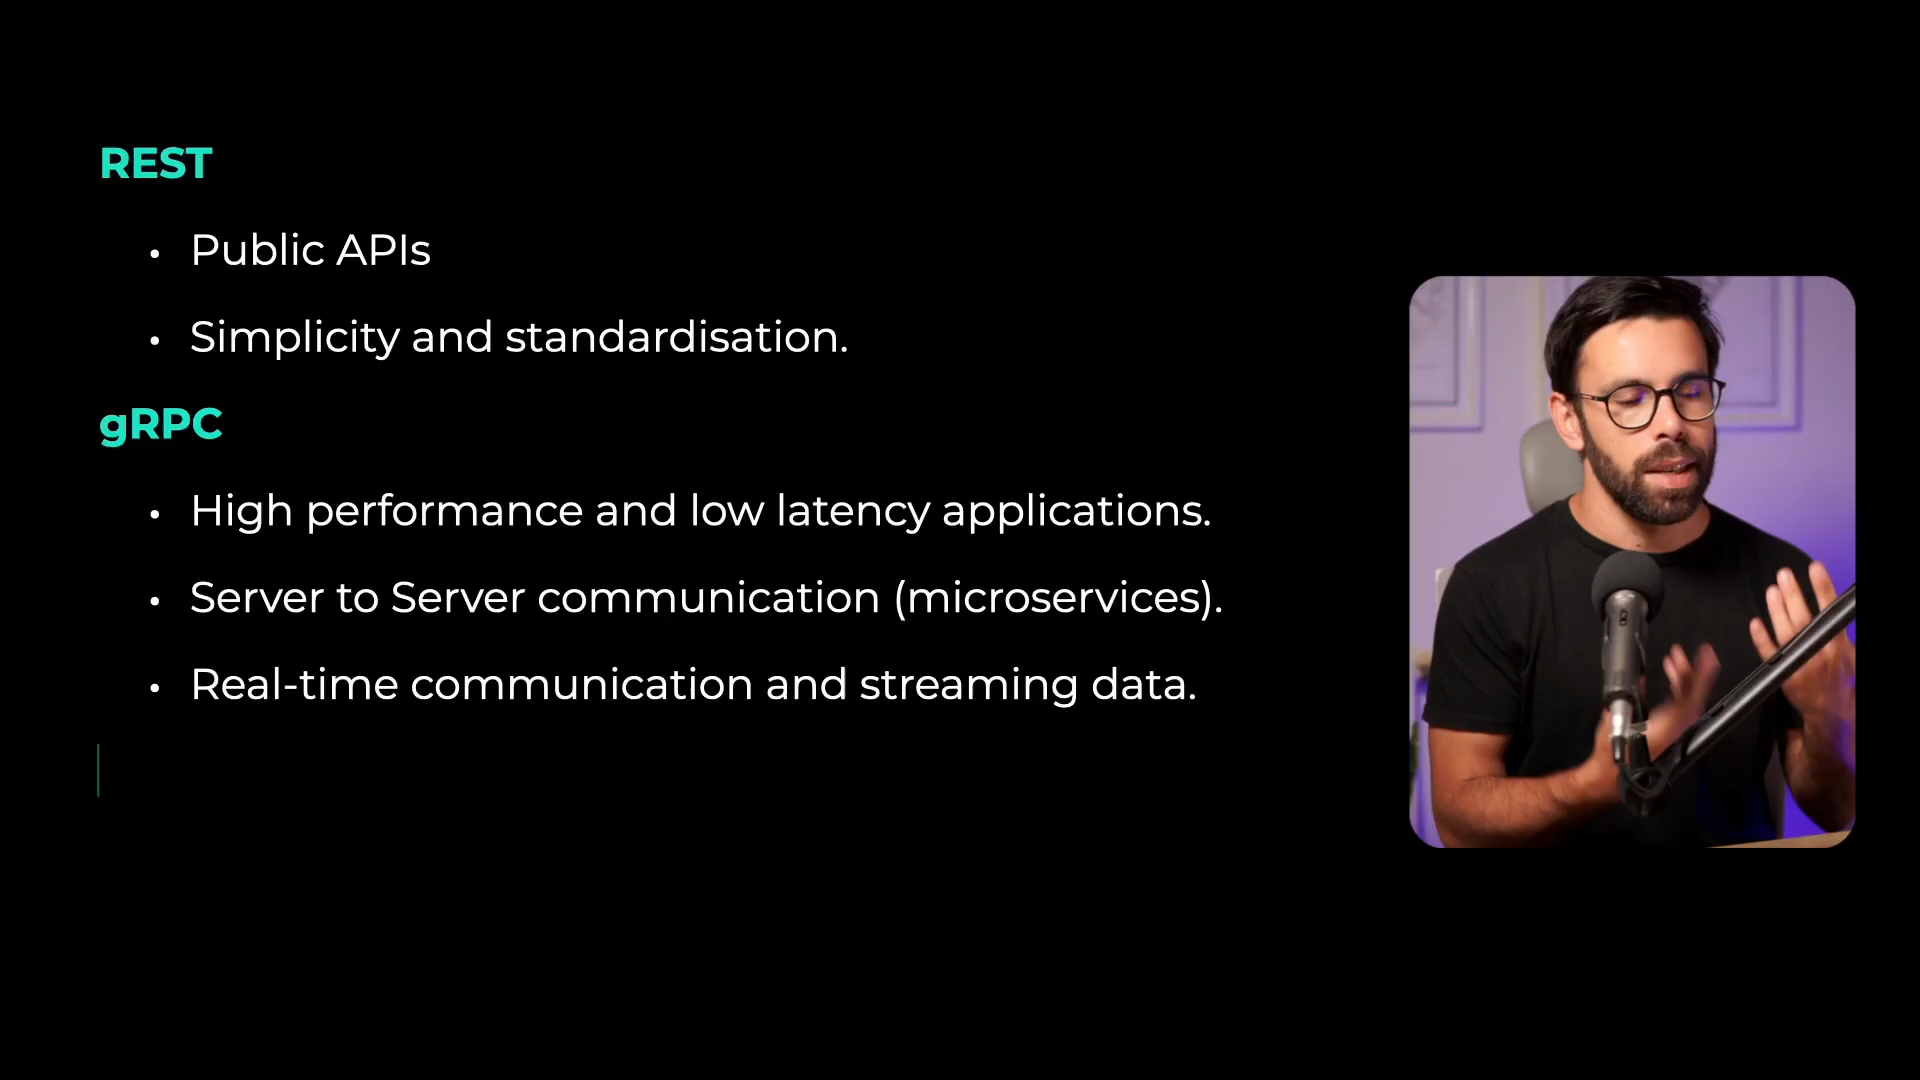 REST
• Public APIs
• Simplicity and standardisation.
gRPC
• High performance and low latency applications.
• Server to Server communication (microservices).
• Real-time communication and streaming data.